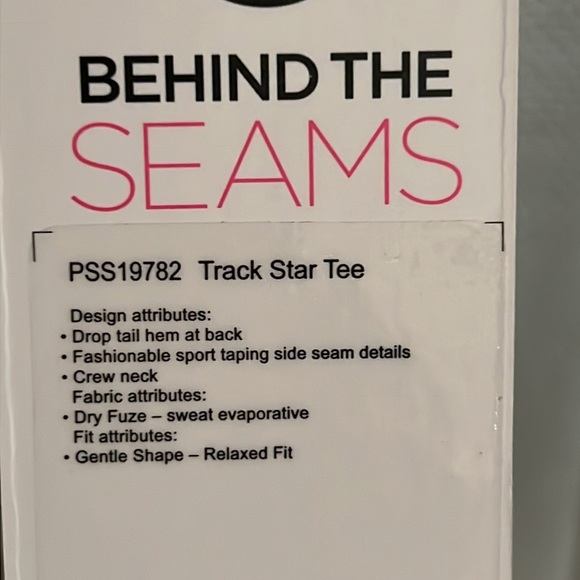 BEHIND THE
SEAMS
PSS19782 Track Star Tee
Design attributes:
• Drop tail hem at back
• Fashionable sport taping side seam details
• Crew neck
Fabric attributes:
• Dry Fuze – sweat evaporative
Fit attributes:
• Gentle Shape – Relaxed Fit